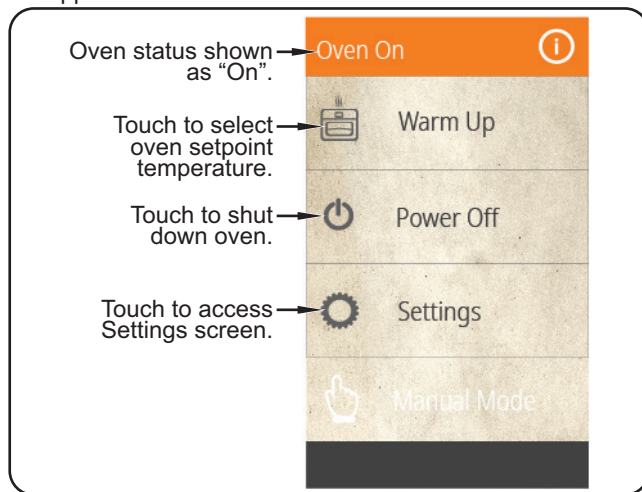 Oven status shown
as “On”.
Oven On
Touch to select
oven setpoint
temperature.
Warm Up
Touch to shut
down oven.
Power Off
Touch to access
Settings screen.
Settings
Manual Mode